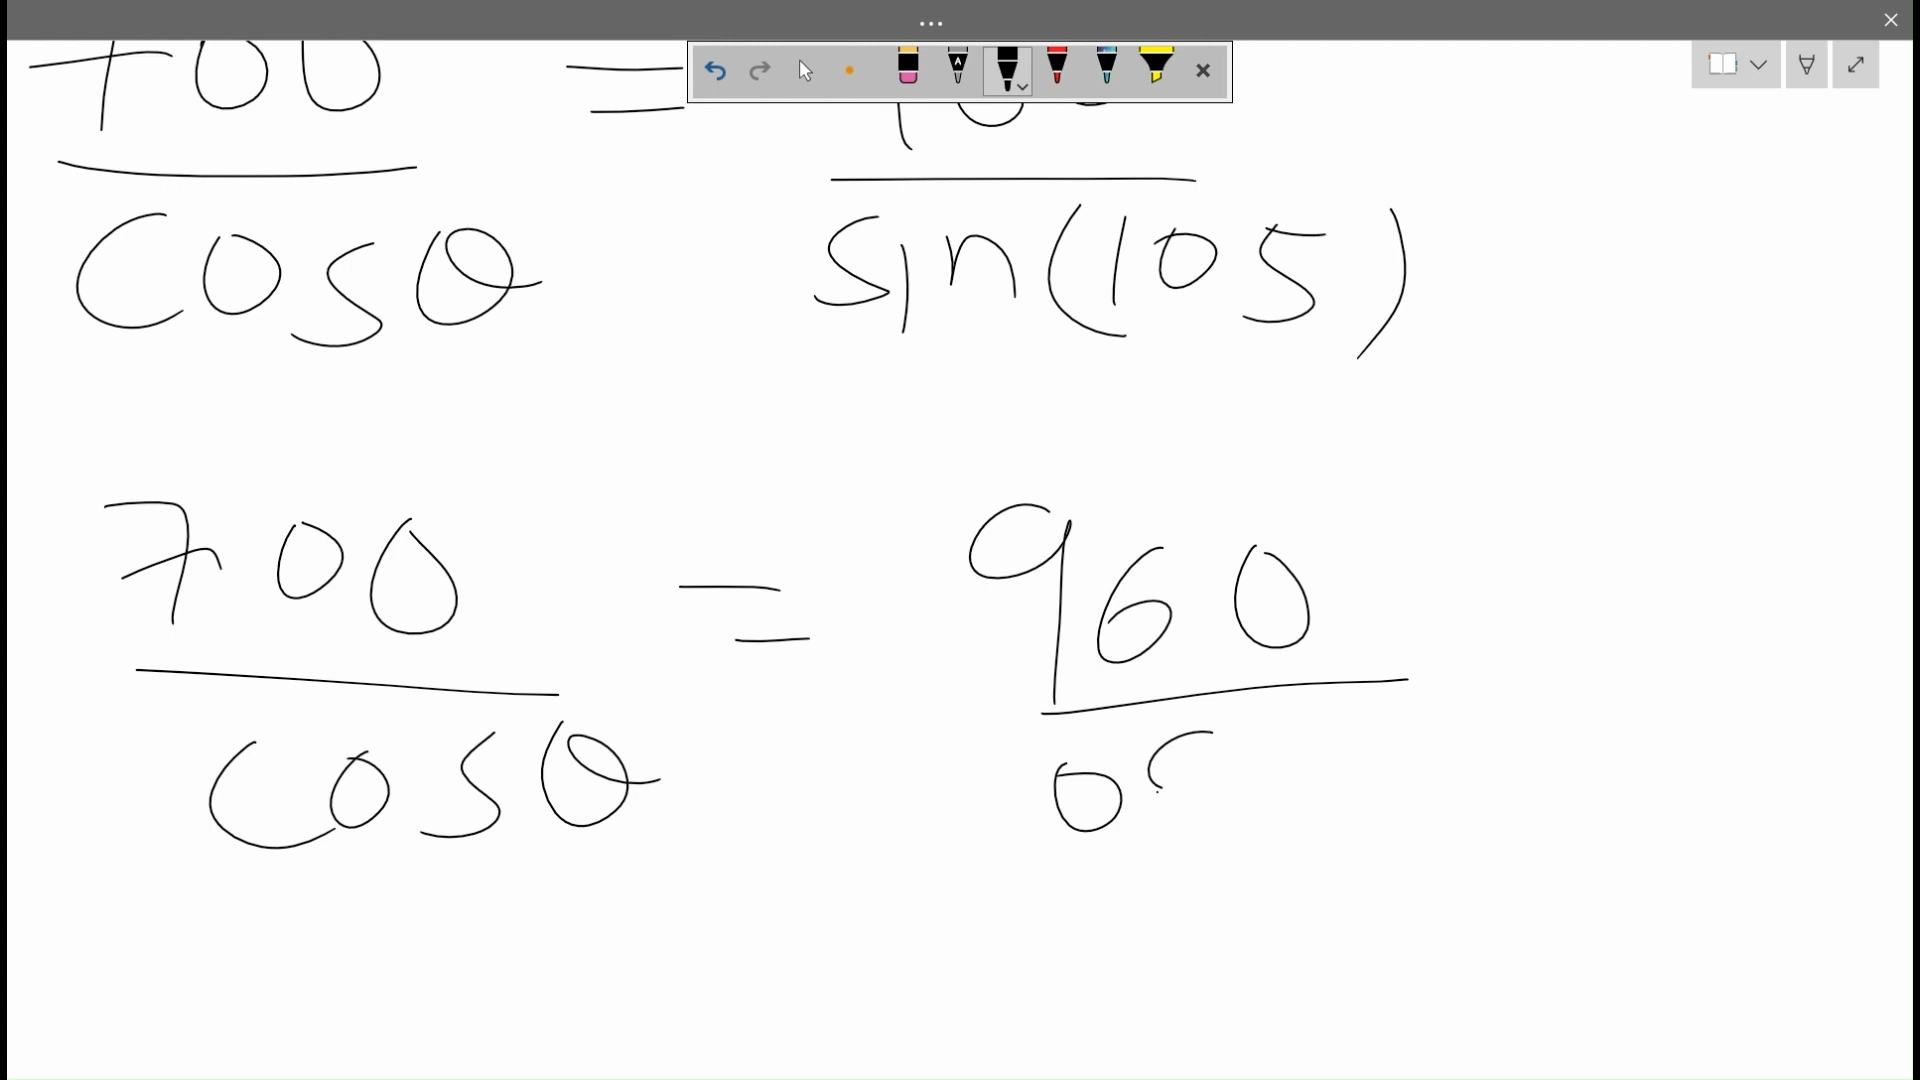 700 =
cosθ sin(105)
700 = 960
cosθ 0